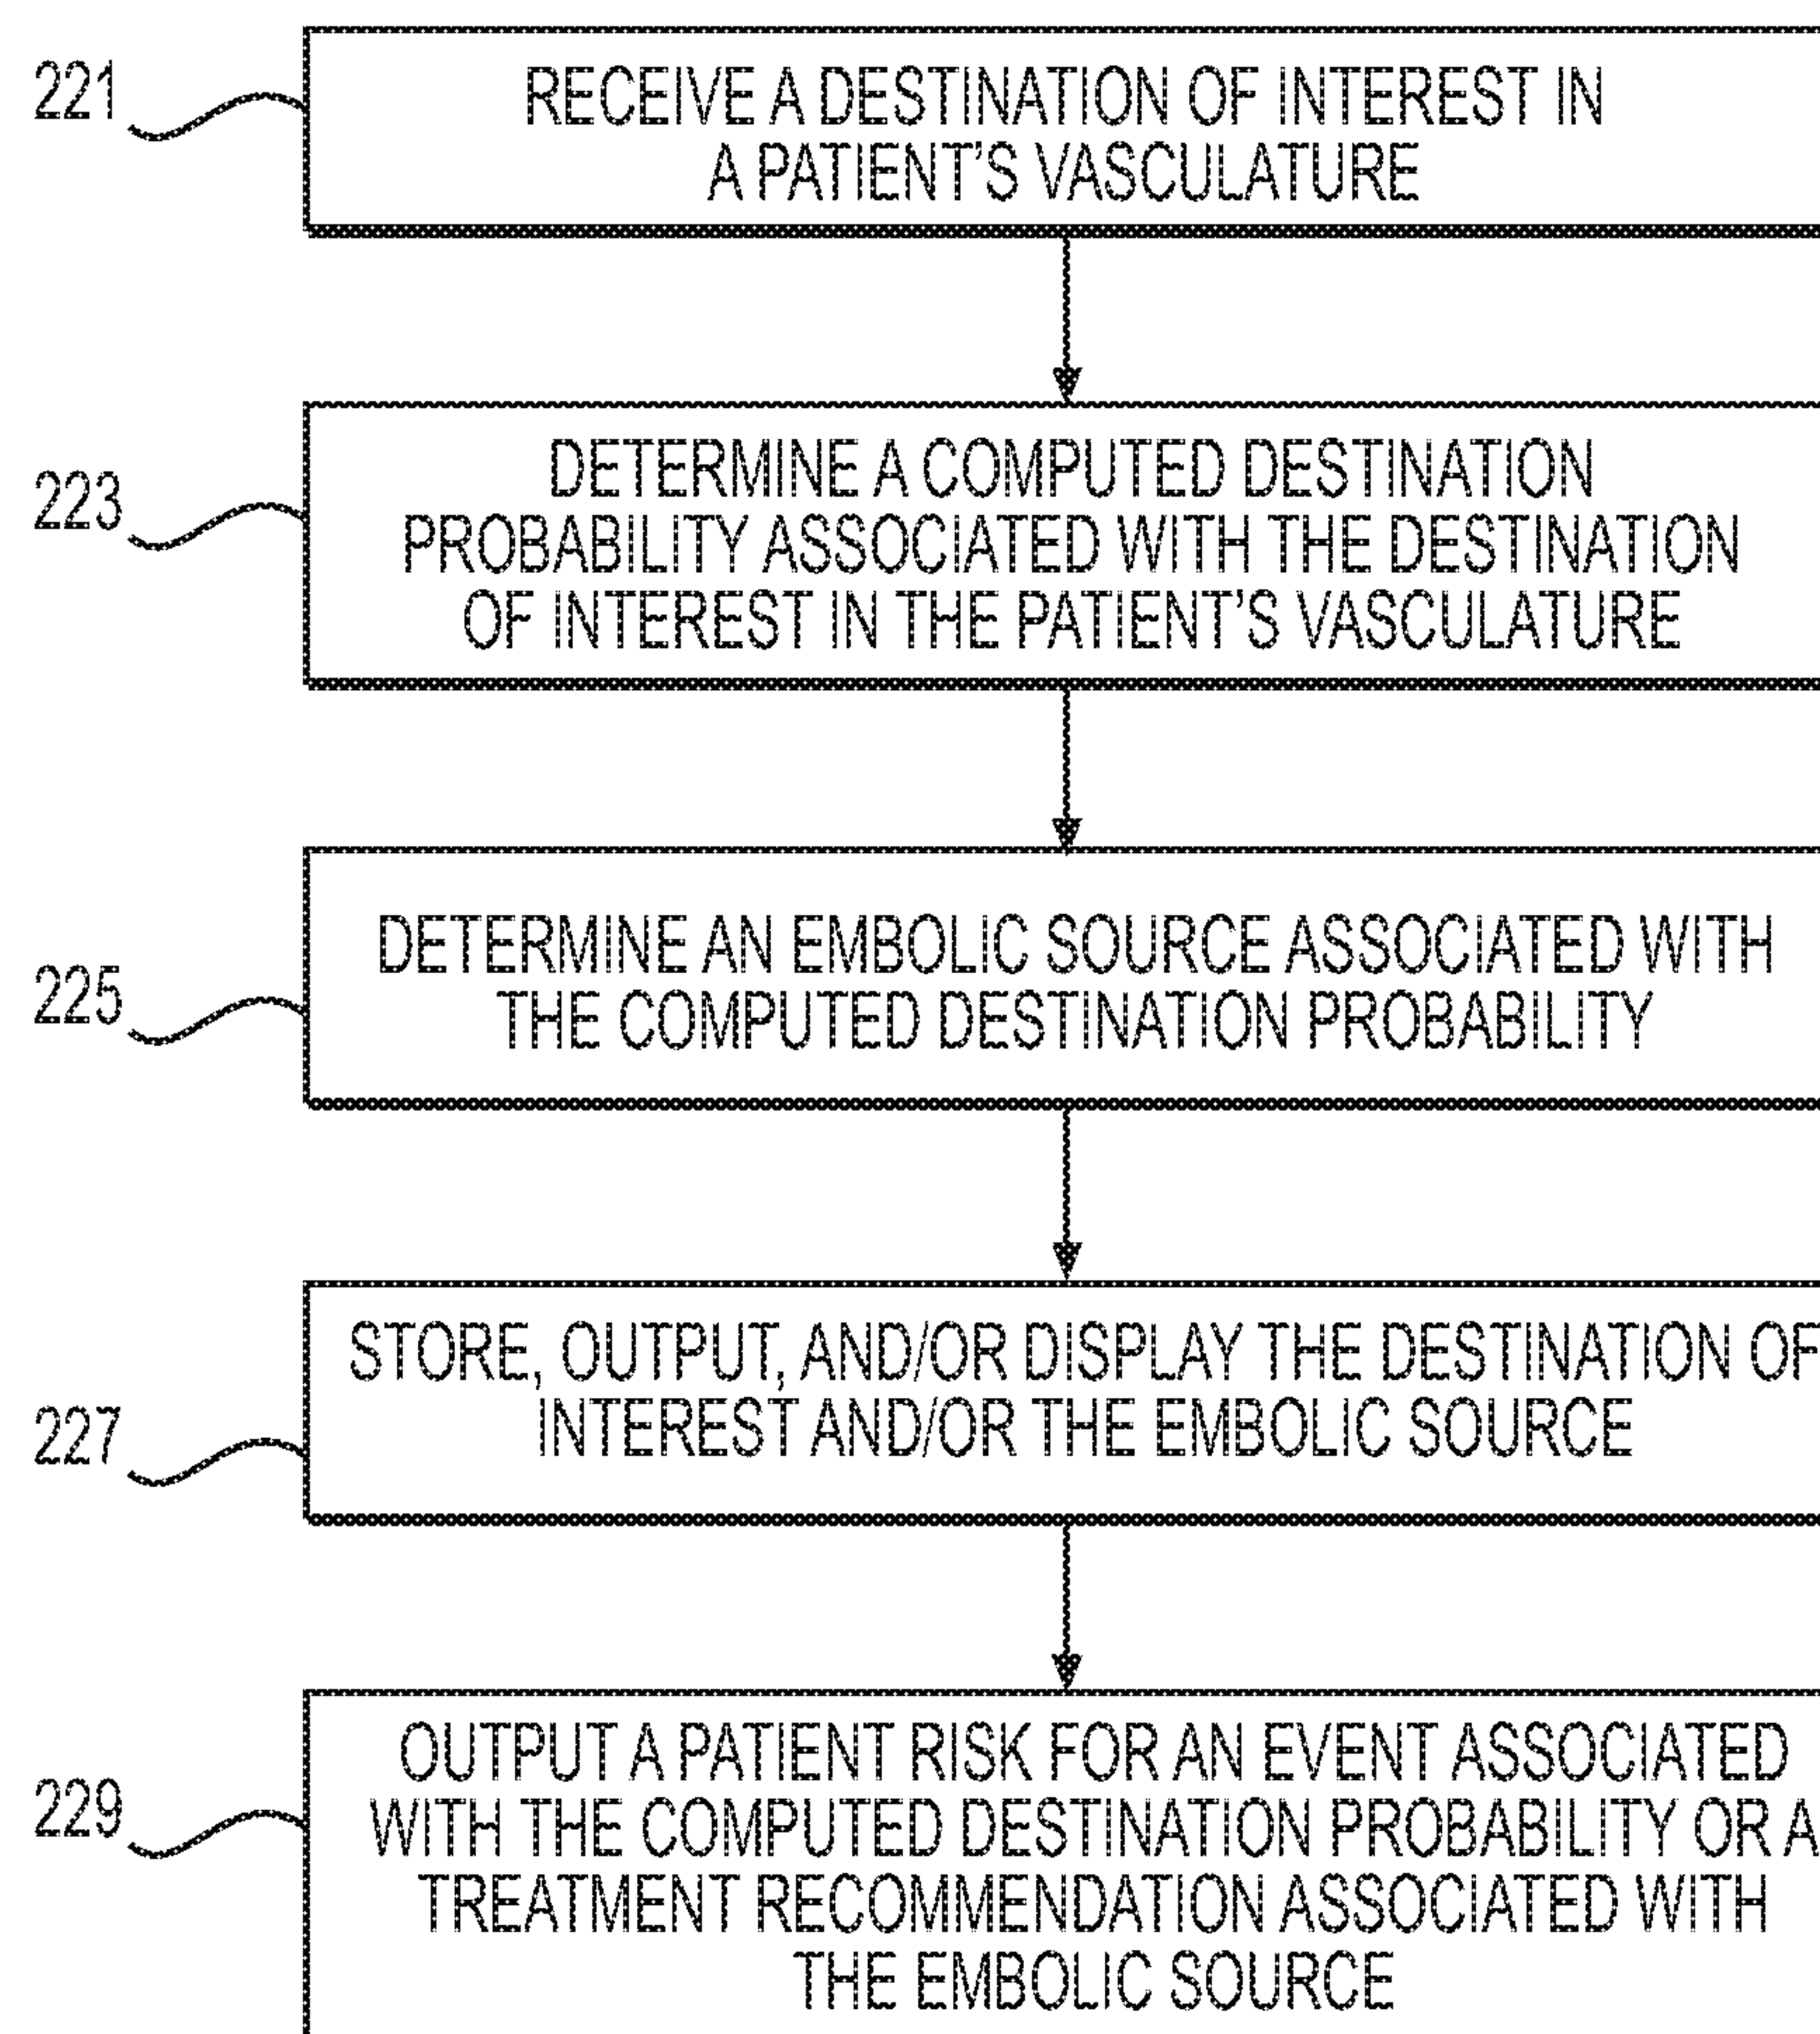 221
RECEIVE A DESTINATION OF INTEREST IN
A PATIENT'S VASCULATURE
223
DETERMINE A COMPUTED DESTINATION
PROBABILITY ASSOCIATED WITH THE DESTINATION
OF INTEREST IN THE PATIENT'S VASCULATURE
225
DETERMINE AN EMBOLIC SOURCE ASSOCIATED WITH
THE COMPUTED DESTINATION PROBABILITY
227
STORE, OUTPUT, AND/OR DISPLAY THE DESTINATION OF
INTEREST AND/OR THE EMBOLIC SOURCE
229
OUTPUT A PATIENT RISK FOR AN EVENT ASSOCIATED
WITH THE COMPUTED DESTINATION PROBABILITY OR A
TREATMENT RECOMMENDATION ASSOCIATED WITH
THE EMBOLIC SOURCE